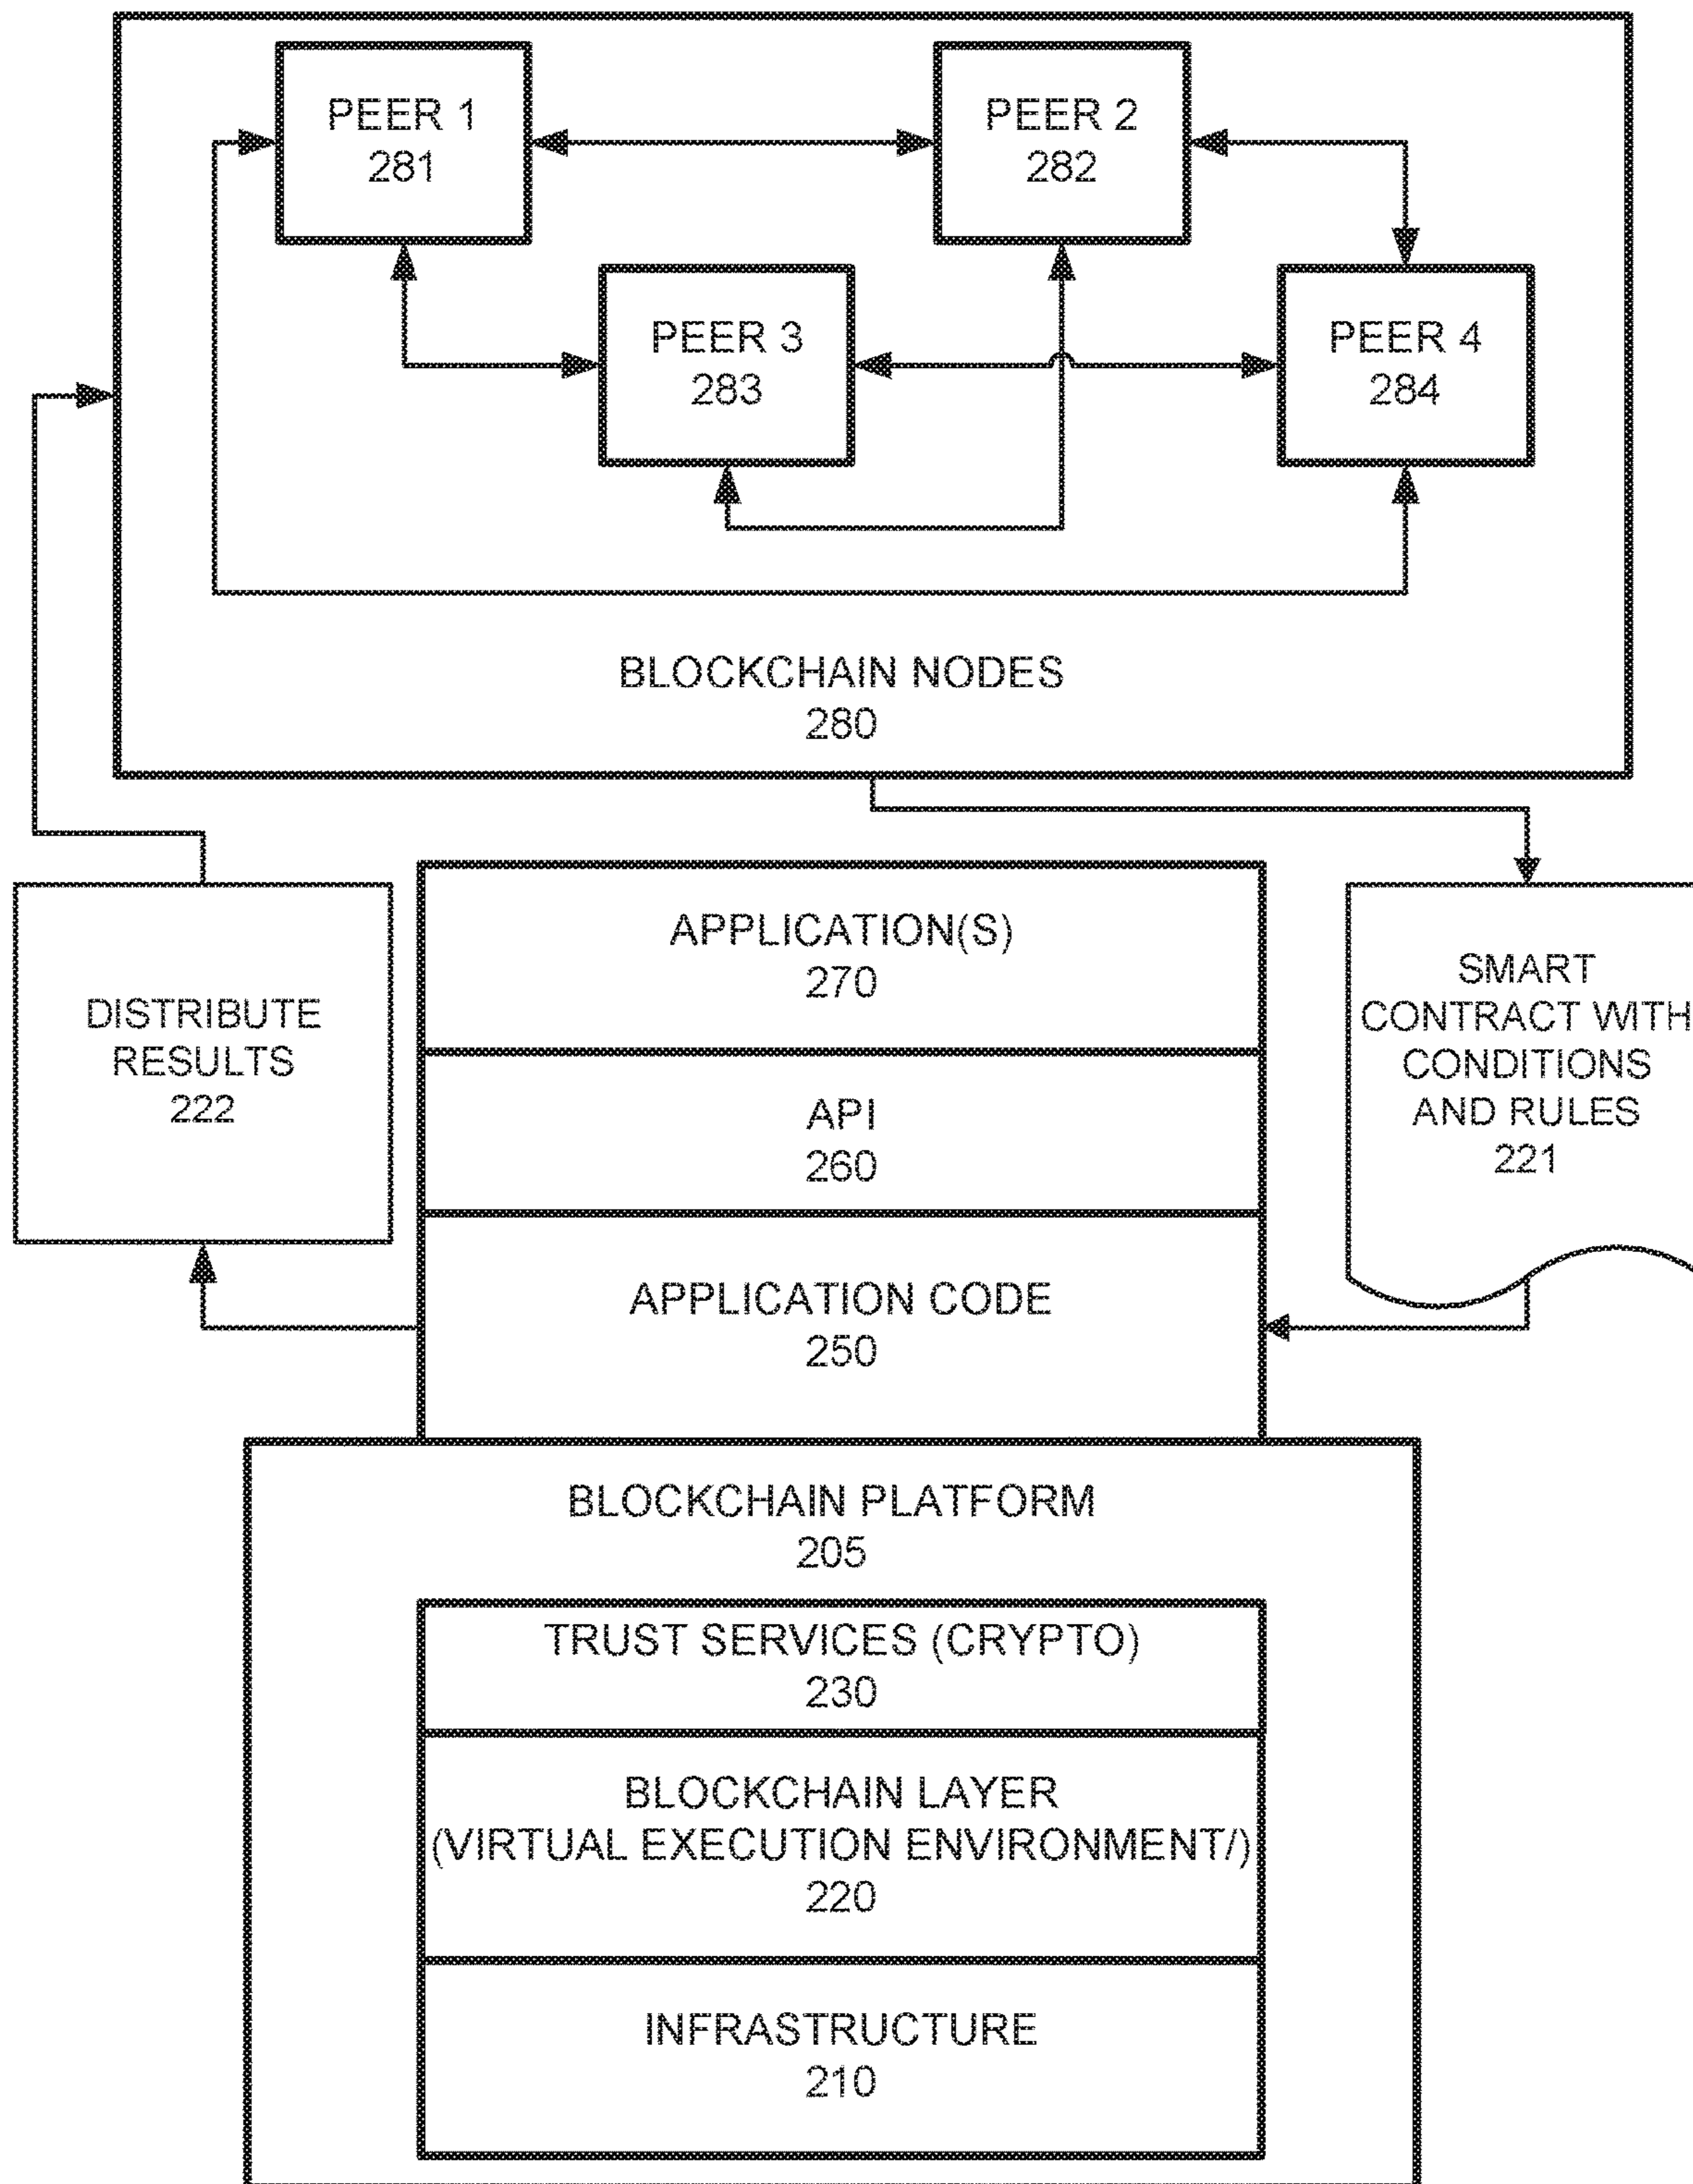 PEER 1
281
PEER 2
282
PEER 3
283
PEER 4
284
BLOCKCHAIN NODES
280
DISTRIBUTE
RESULTS
222
APPLICATION(S)
270
API
260
APPLICATION CODE
250
SMART
CONTRACT WITH
CONDITIONS
AND RULES
221
BLOCKCHAIN PLATFORM
205
TRUST SERVICES (CRYPTO)
230
BLOCKCHAIN LAYER
(VIRTUAL EXECUTION ENVIRONMENT/)
220
INFRASTRUCTURE
210